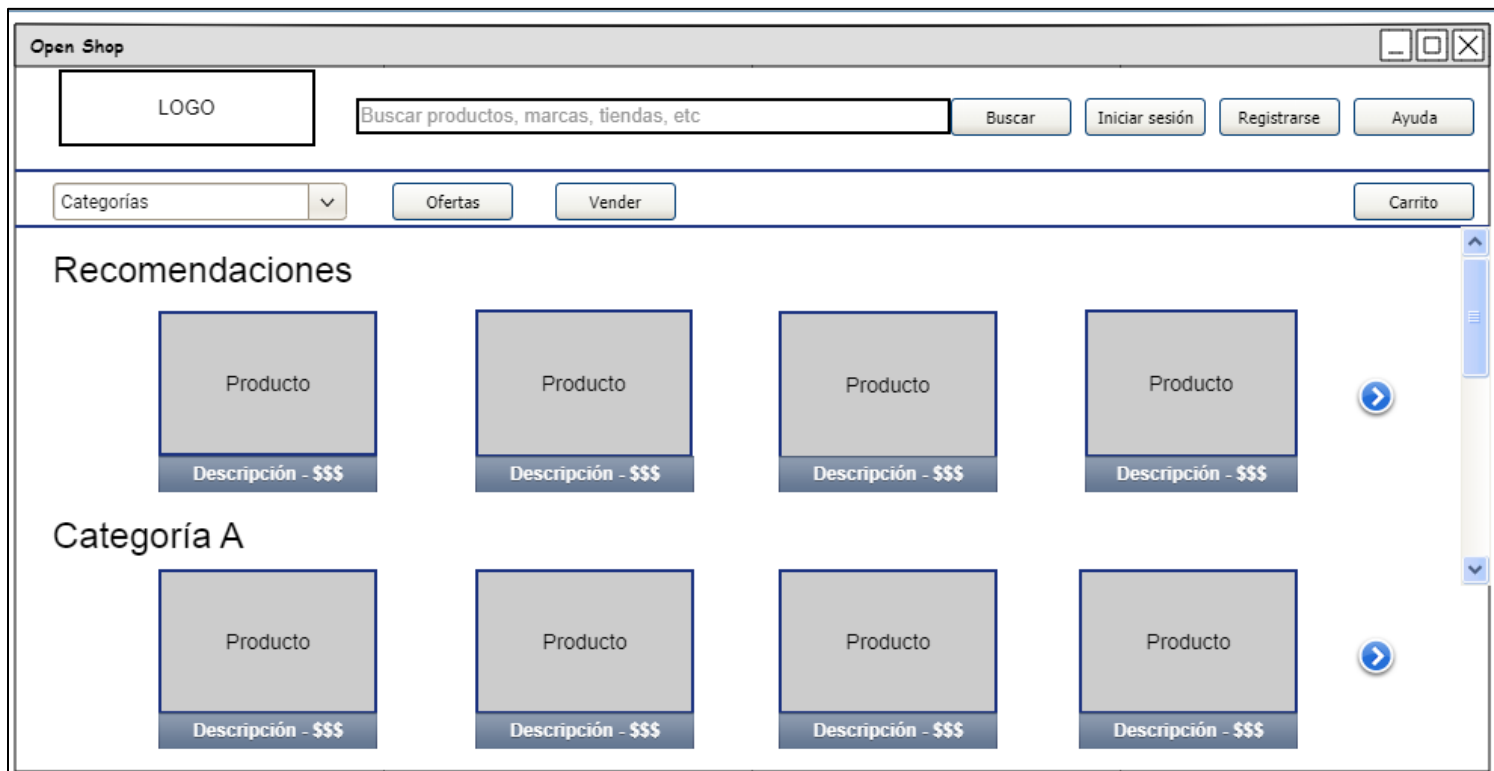 Open Shop
LOGO
Buscar productos, marcas, tiendas, etc
Buscar
Iniciar sesión
Registrarse
Ayuda
Categorías
Ofertas
Vender
Carrito
Recomendaciones
Producto
Producto
Producto
Producto
Descripción - $$$
Descripción - $$$
Descripción - $$$
Descripción - $$$
Categoría A
Producto
Producto
Producto
Producto
Descripción - $$$
Descripción - $$$
Descripción - $$$
Descripción - $$$